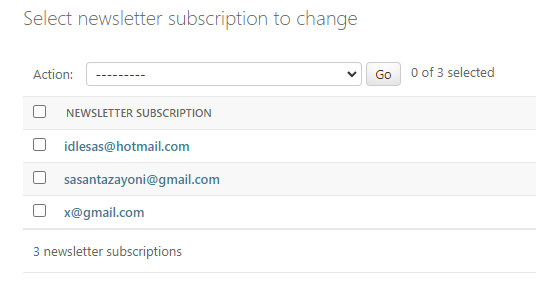 Select newsletter subscription to change
Action: --------- Go 0 of 3 selected
NEWSLETTER SUBSCRIPTION
idlesas@hotmail.com
sasantazayoni@gmail.com
x@gmail.com
3 newsletter subscriptions